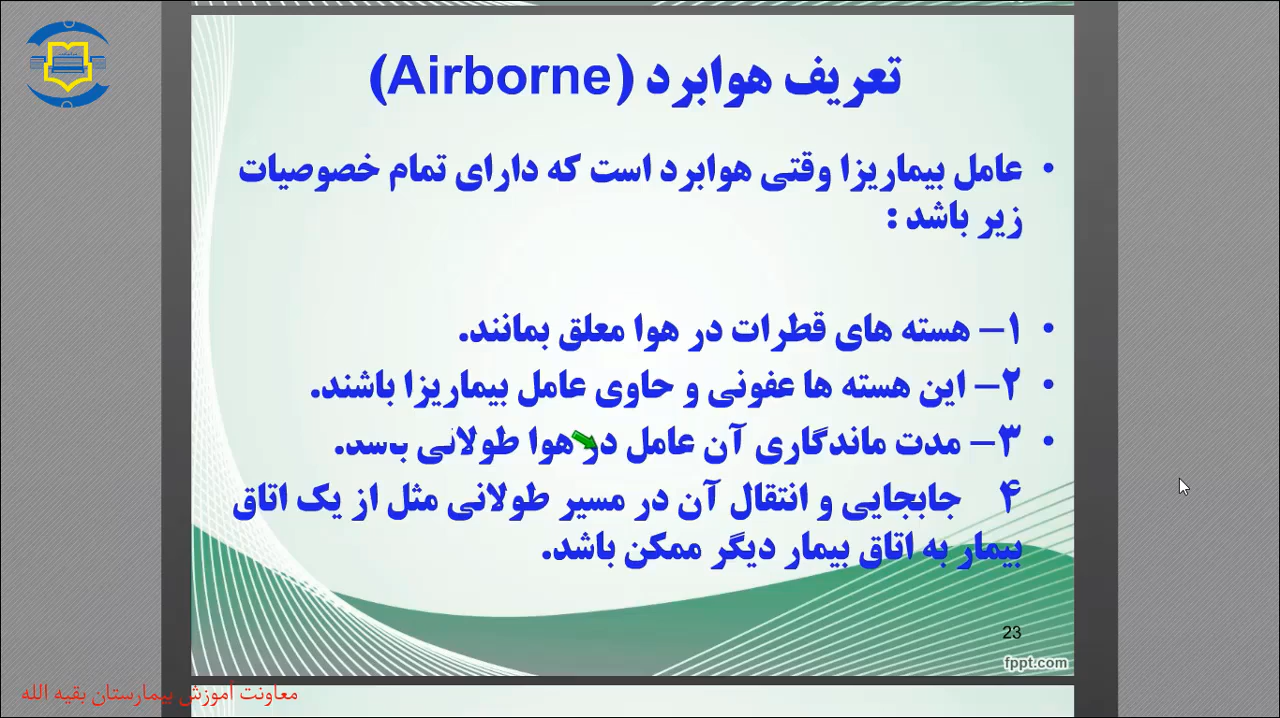 تعریف هوابرد (Airborne)
• عامل بیماریزا وقتی هوابرد است که دارای تمام خصوصیات
زیر باشد :
• ۱- هسته های قطرات در هوا معلق بمانند.
• ۲- این هسته ها عفونی و حاوی عامل بیماریزا باشند.
• ۳- مدت ماندگاری آن عامل در هوا طولانی باشد.
۴ جابجایی و انتقال آن در مسیر طولانی مثل از یک اتاق
بیمار به اتاق بیمار دیگر ممکن باشد.
23
fppt.com
معاونت آموزش بیمارستان بقیه الله